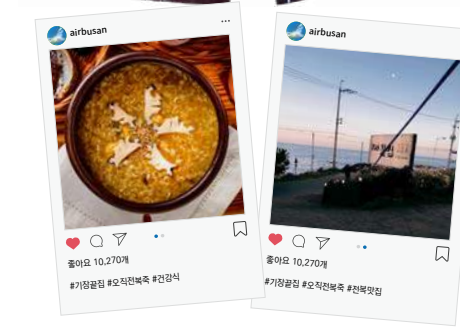 airbusan
좋아요 10,270개
#기장끝집 #오직전복죽 #건강식
airbusan
좋아요 10,270개
#기장끝집 #오직전복죽 #전복맛집